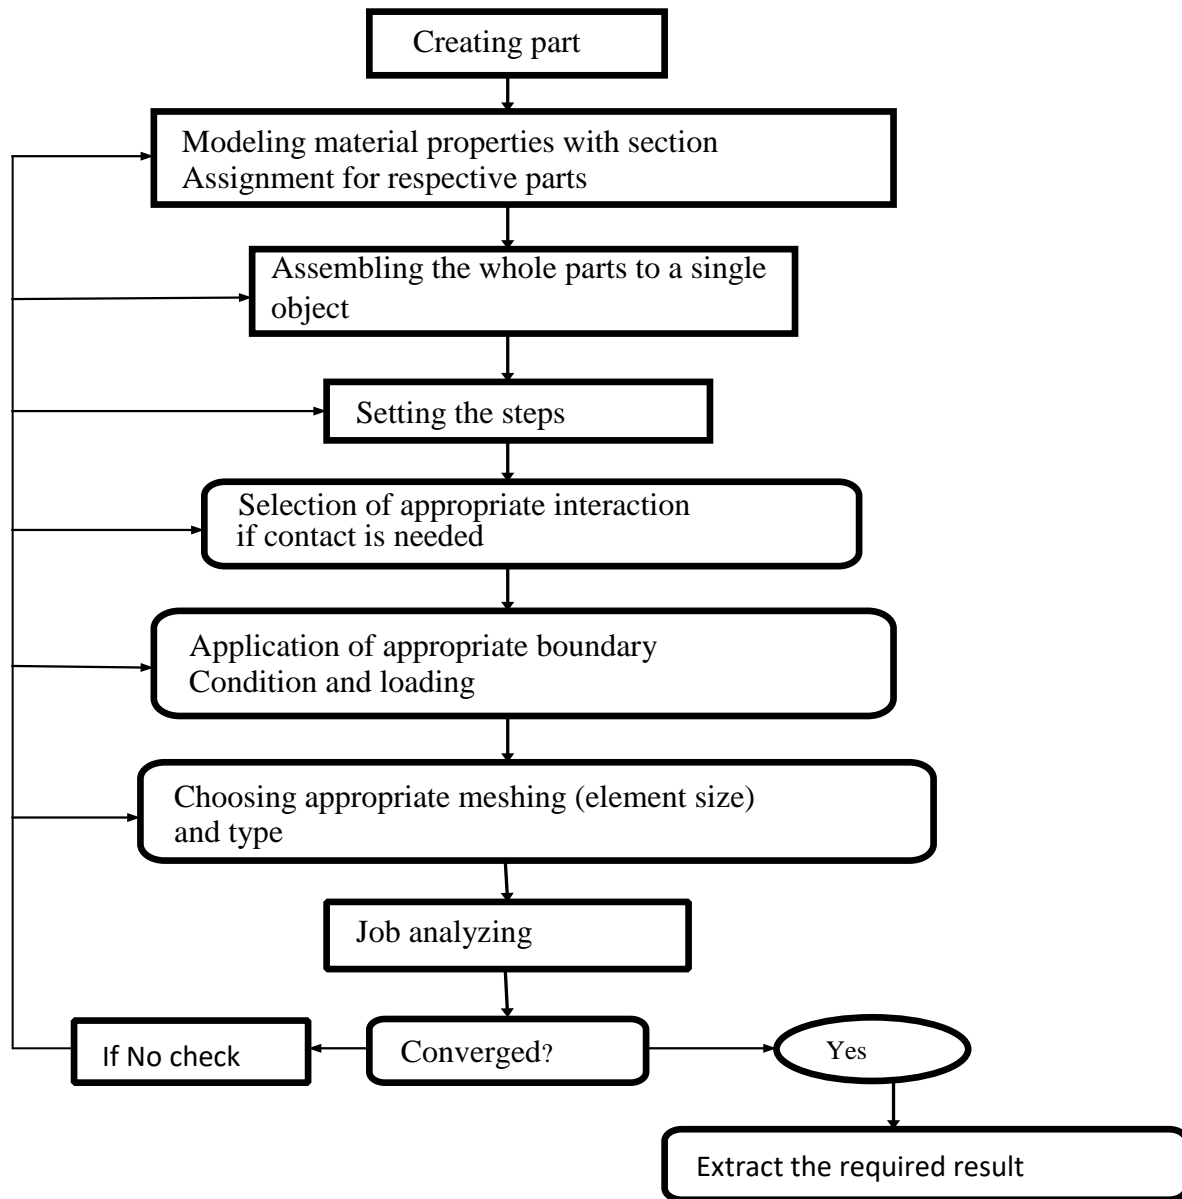 Creating part
Modeling material properties with section
Assignment for respective parts
Assembling the whole parts to a single
object
Setting the steps
Selection of appropriate interaction
if contact is needed
Application of appropriate boundary
Condition and loading
Choosing appropriate meshing (element size)
and type
Job analyzing
If No check
Converged?
Yes
Extract the required result